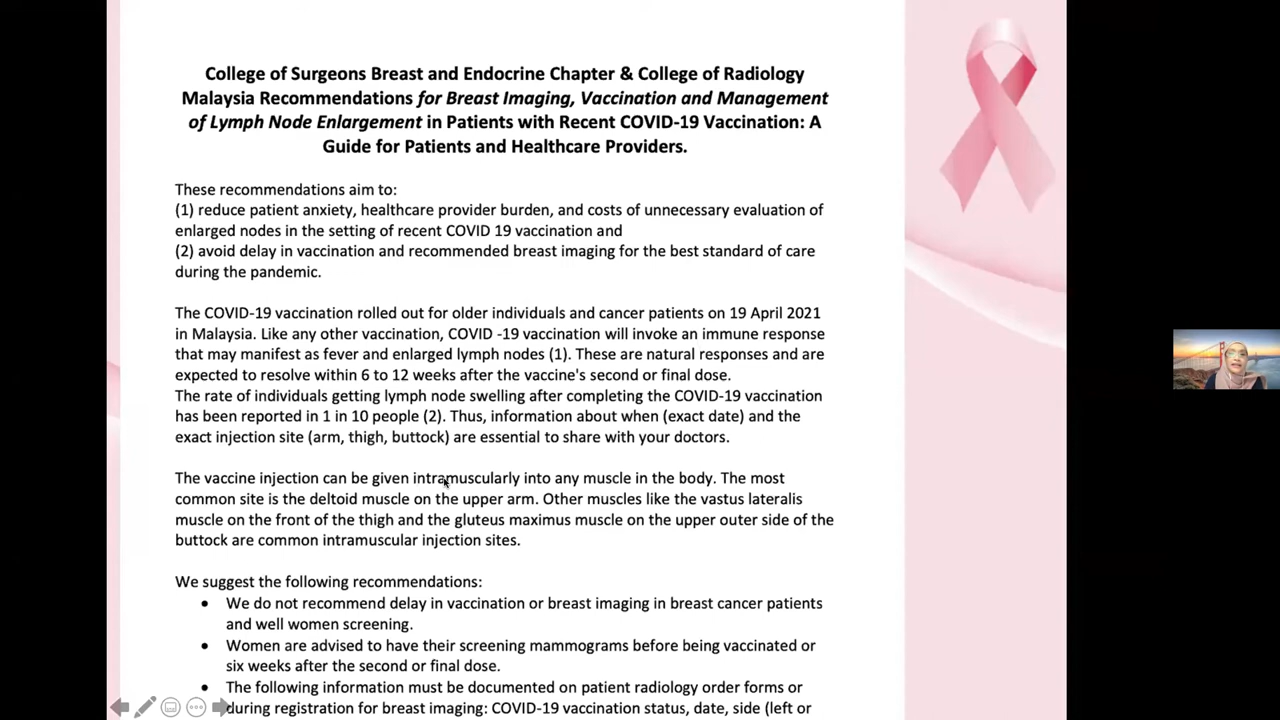 College of Surgeons Breast and Endocrine Chapter & College of Radiology
Malaysia Recommendations for Breast Imaging, Vaccination and Management
of Lymph Node Enlargement in Patients with Recent COVID-19 Vaccination: A
Guide for Patients and Healthcare Providers.
These recommendations aim to:
(1) reduce patient anxiety, healthcare provider burden, and costs of unnecessary evaluation of
enlarged nodes in the setting of recent COVID 19 vaccination and
(2) avoid delay in vaccination and recommended breast imaging for the best standard of care
during the pandemic.
The COVID-19 vaccination rolled out for older individuals and cancer patients on 19 April 2021
in Malaysia. Like any other vaccination, COVID -19 vaccination will invoke an immune response
that may manifest as fever and enlarged lymph nodes (1). These are natural responses and are
expected to resolve within 6 to 12 weeks after the vaccine's second or final dose.
The rate of individuals getting lymph node swelling after completing the COVID-19 vaccination
has been reported in 1 in 10 people (2). Thus, information about when (exact date) and the
exact injection site (arm, thigh, buttock) are essential to share with your doctors.
The vaccine injection can be given intramuscularly into any muscle in the body. The most
common site is the deltoid muscle on the upper arm. Other muscles like the vastus lateralis
muscle on the front of the thigh and the gluteus maximus muscle on the upper outer side of the
buttock are common intramuscular injection sites.
We suggest the following recommendations:
• We do not recommend delay in vaccination or breast imaging in breast cancer patients
and well women screening.
• Women are advised to have their screening mammograms before being vaccinated or
six weeks after the second or final dose.
• The following information must be documented on patient radiology order forms or
during registration for breast imaging: COVID-19 vaccination status, date, side (left or